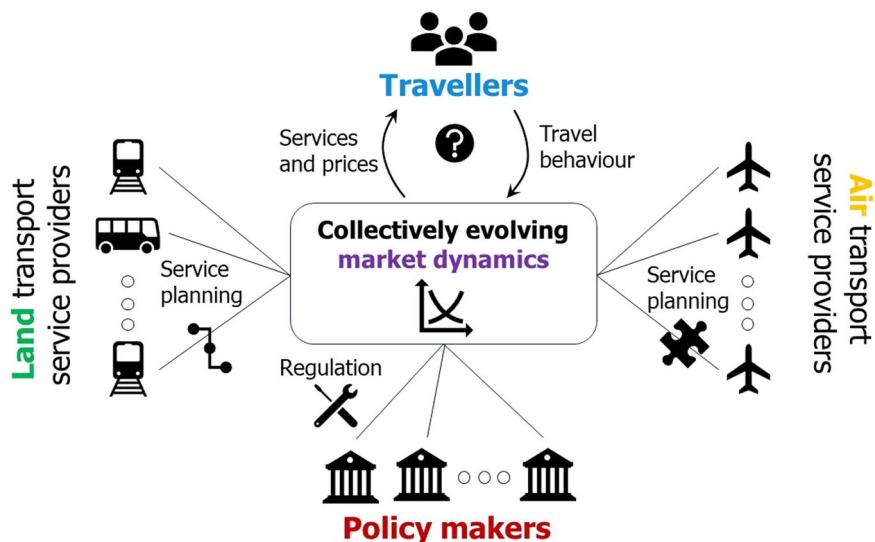 Travellers
Services
and prices
?
Travel
behaviour
Land transport
service providers
Air transport
service providers
Collectively evolving
market dynamics
Service
planning
Service
planning
Regulation
Policy makers